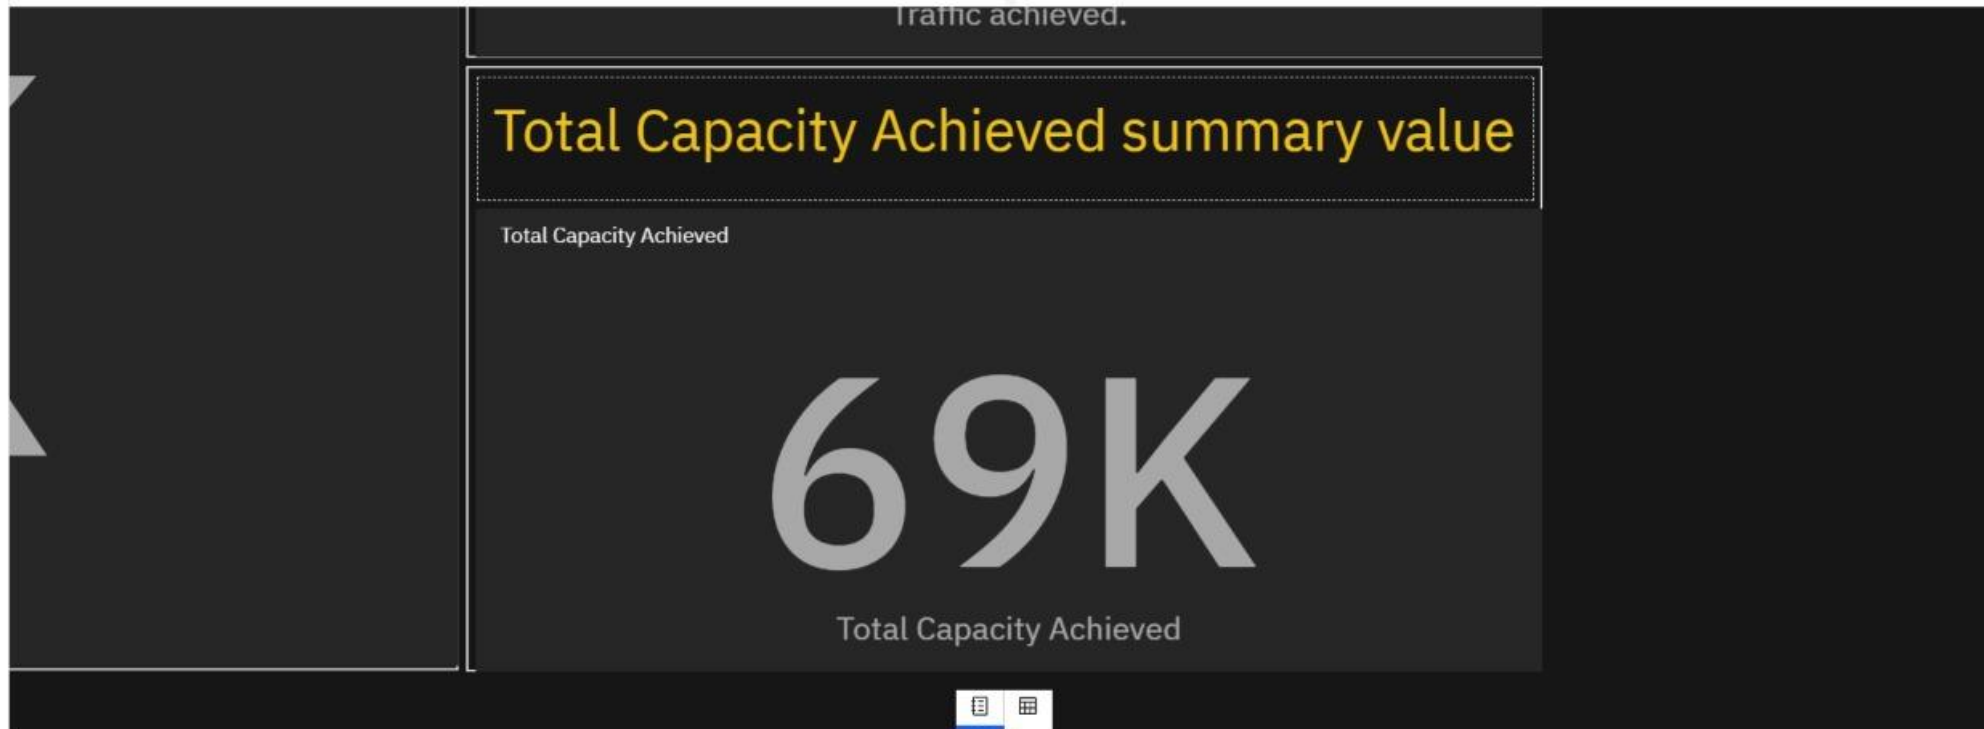 Traffic achieved.
Total Capacity Achieved summary value
Total Capacity Achieved
69K
Total Capacity Achieved